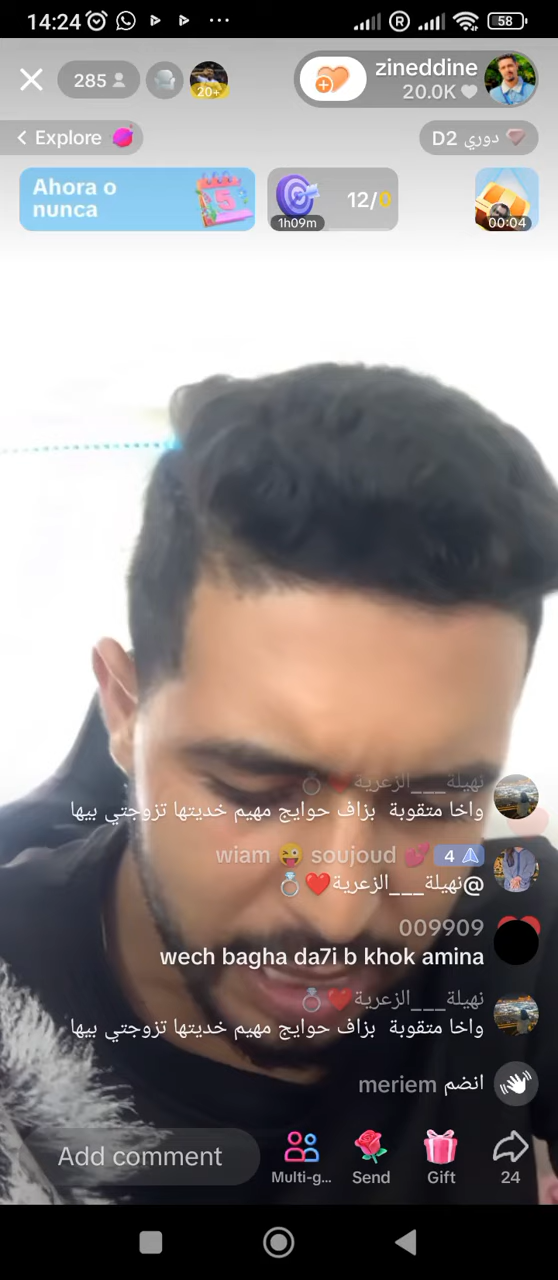 14:24 ... R 58
285 20+ zineddine
20.0K
< Explore دوري D2
Ahora o
nunca
12/0
1h09m
00:04
نهيلة___الزعرية❤️💍
واخا متقوبة بزاف حوايج مهيم خديتها تزوجتي بيها
wiam 😜 soujoud 💕 4
@نهيلة___الزعرية❤️💍
009909
wech bagha da7i b khok amina
نهيلة___الزعرية❤️💍
واخا متقوبة بزاف حوايج مهيم خديتها تزوجتي بيها
meriem انضم
Add comment
Multi-g... Send Gift 24